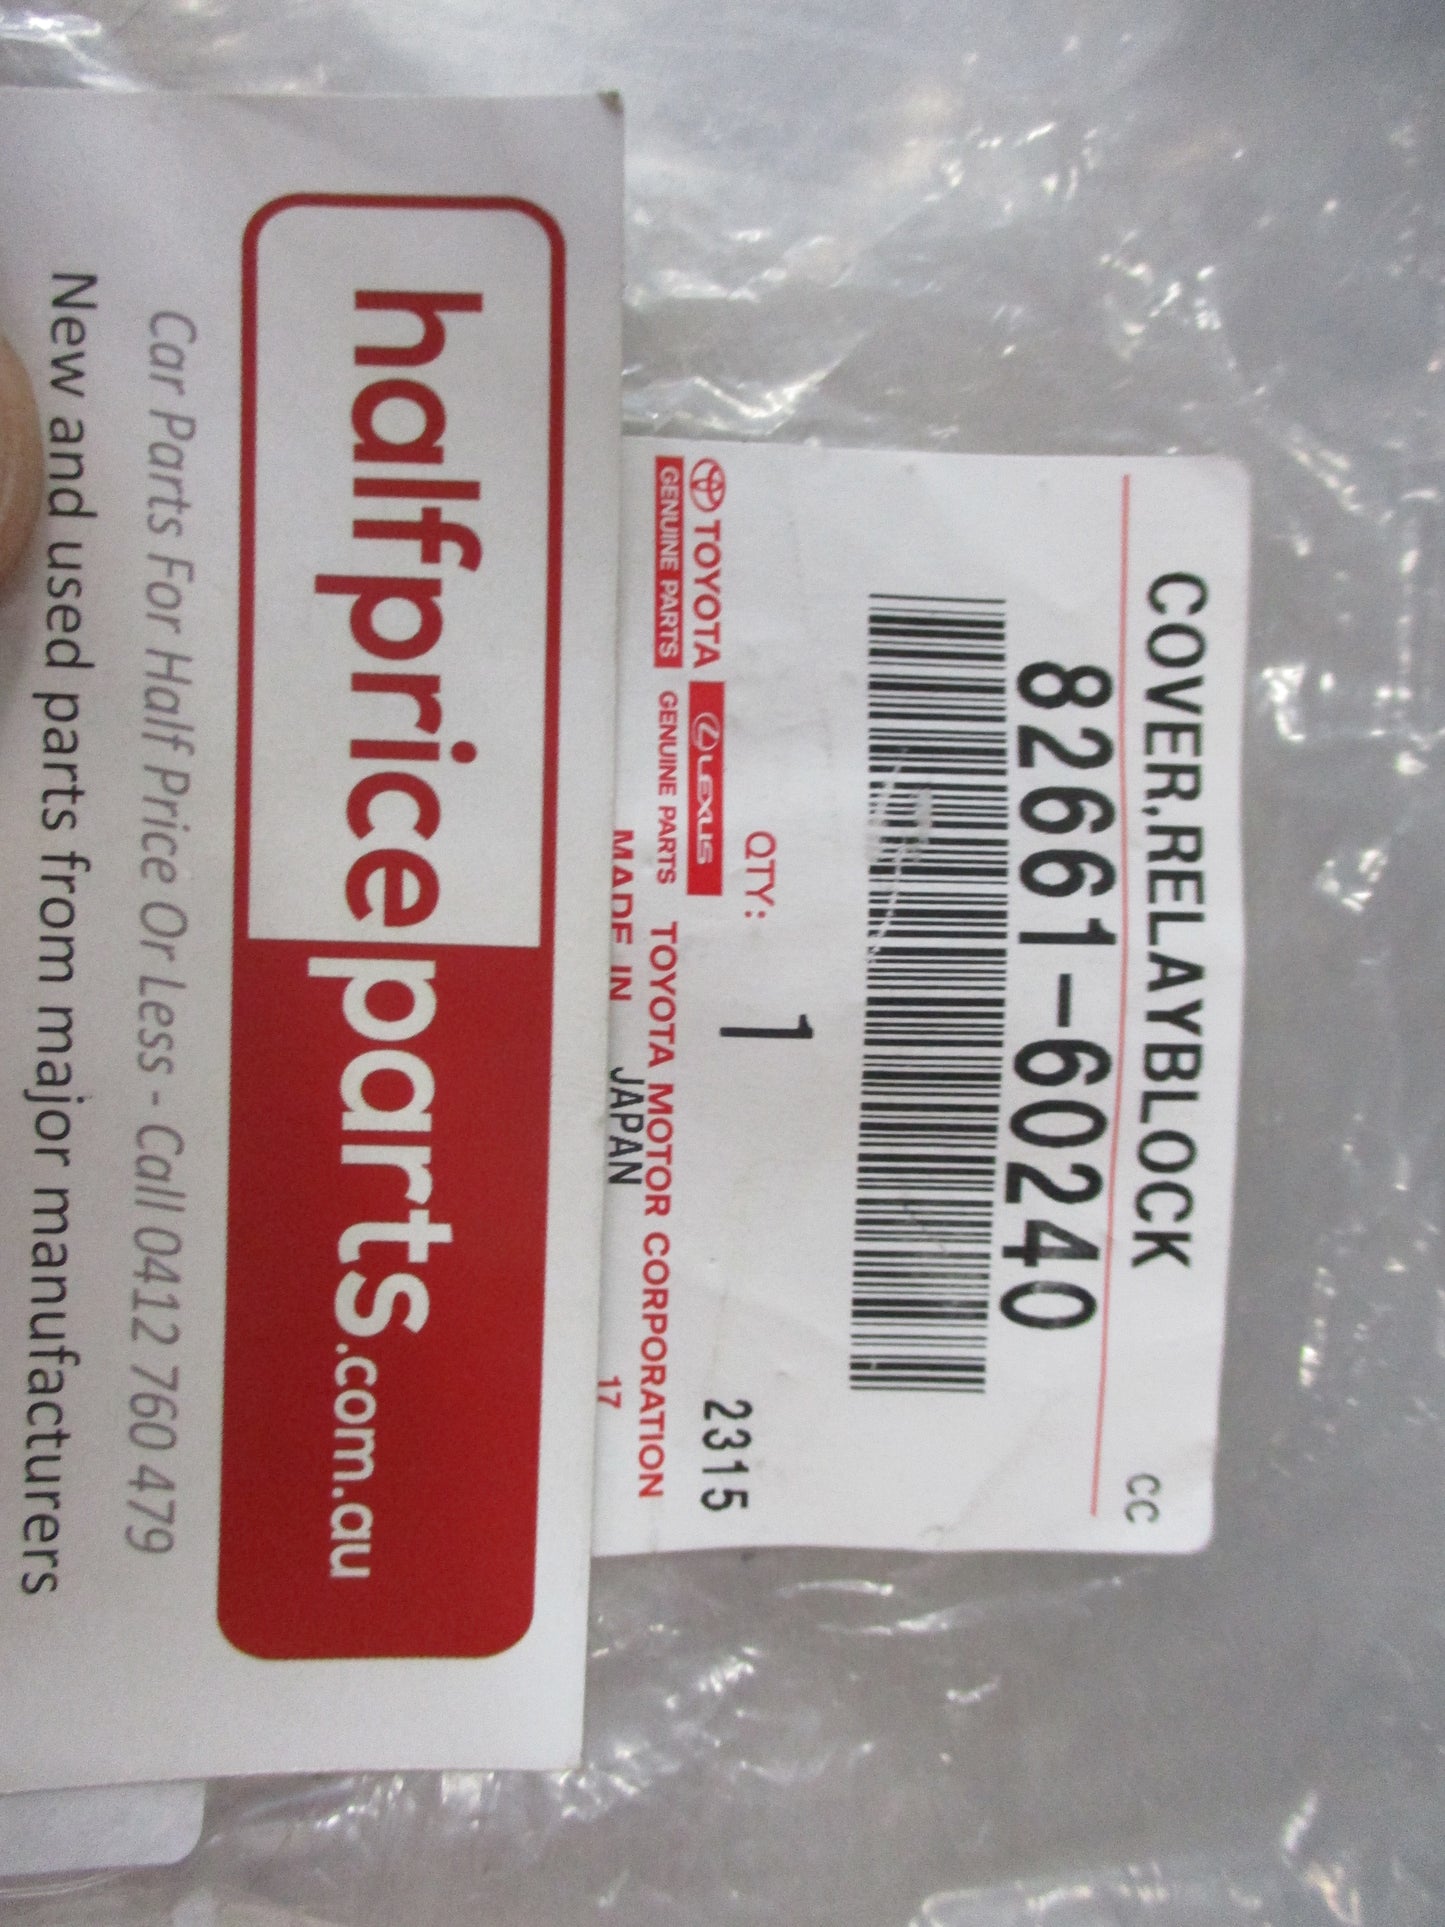 COVER,RELAYBLOCK
CC
82661-60240
QTY: 1
2315
TOYOTA
GENUINE PARTS
LEXUS
GENUINE PARTS
TOYOTA MOTOR CORPORATION
MADE IN JAPAN
17
halfpriceparts.com.au
Car Parts For Half Price Or Less - Call 0412 760 479
New and used parts from major manufacturers